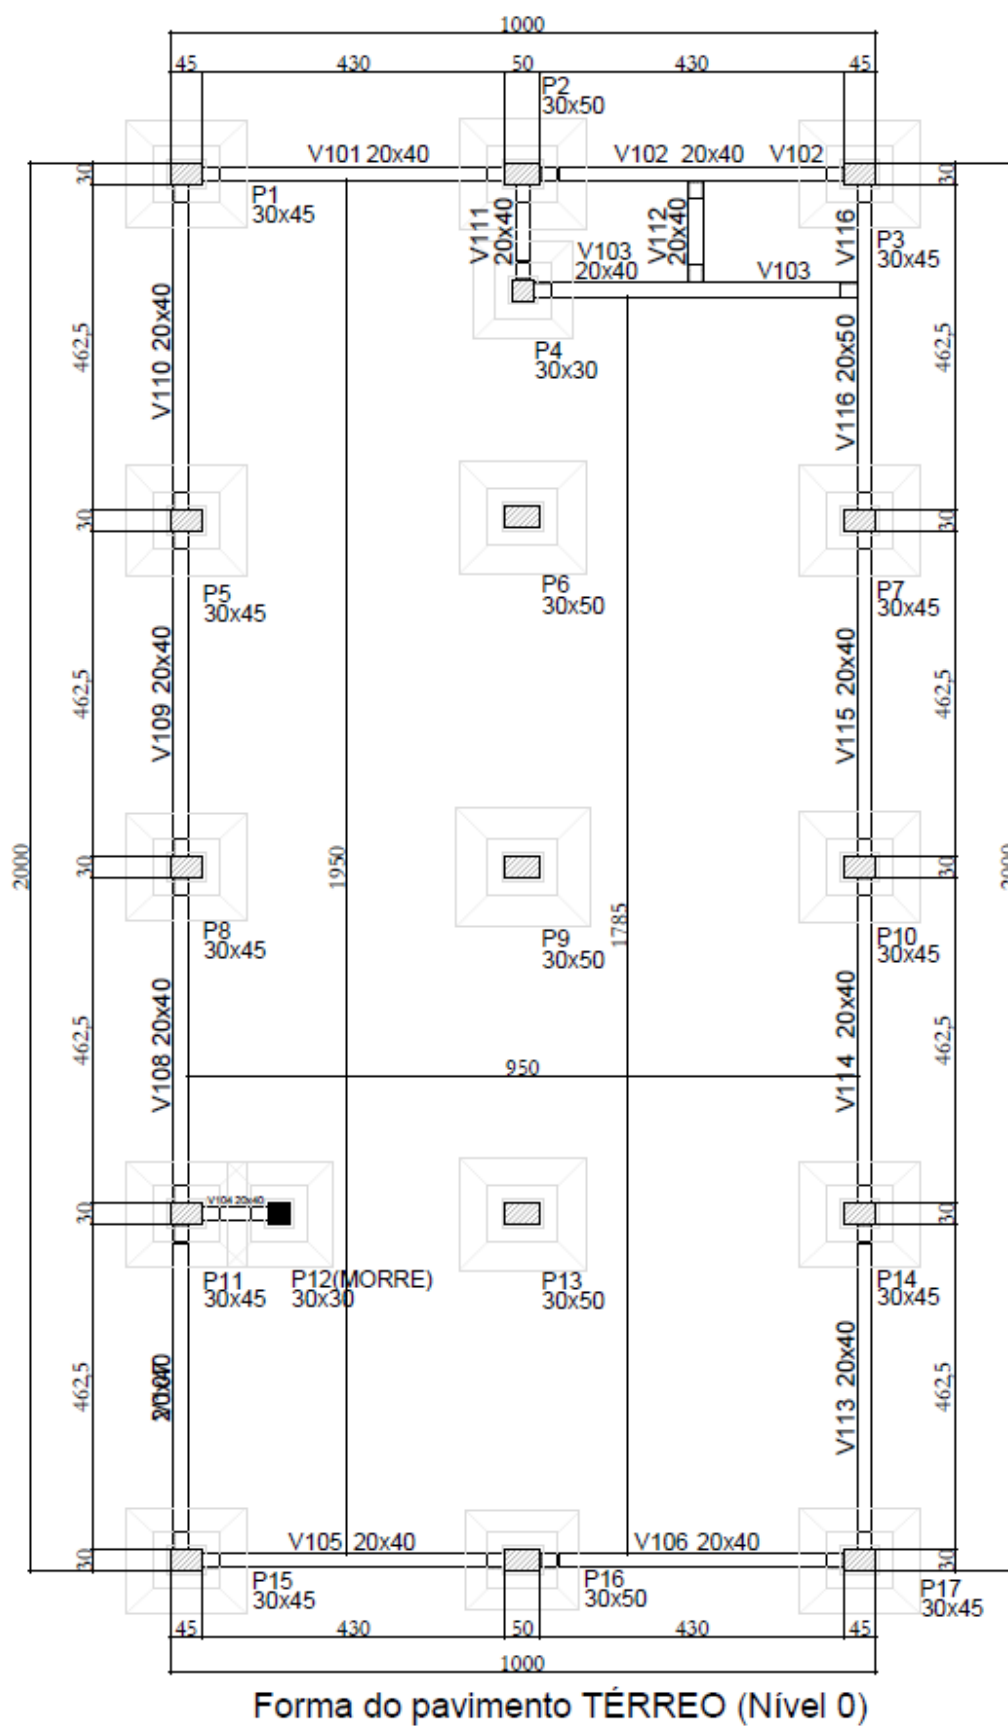 1000
45 430 50 430 45
P2
30x50
V101 20x40
V102 20x40
V102
30
30
P1
30x45
V111
20x40
V112
20x40
V116
P3
30x45
V103
20x40
V103
P4
30x30
462,5
V110 20x40
V116 20x50
462,5
30
30
P5
30x45
P6
30x50
P7
30x45
462,5
V109 20x40
V115 20x40
462,5
2000
30
1950
1785
30
P8
30x45
P9
30x50
P10
30x45
462,5
V108 20x40
950
V114 20x40
462,5
30
V104 20x40
30
P11
30x45
P12(MORRE)
30x30
P13
30x50
P14
30x45
462,5
V113 20x40
462,5
30
V105 20x40
V106 20x40
30
P15
30x45
P16
30x50
P17
30x45
45 430 50 430 45
1000
Forma do pavimento TÉRREO (Nível 0)